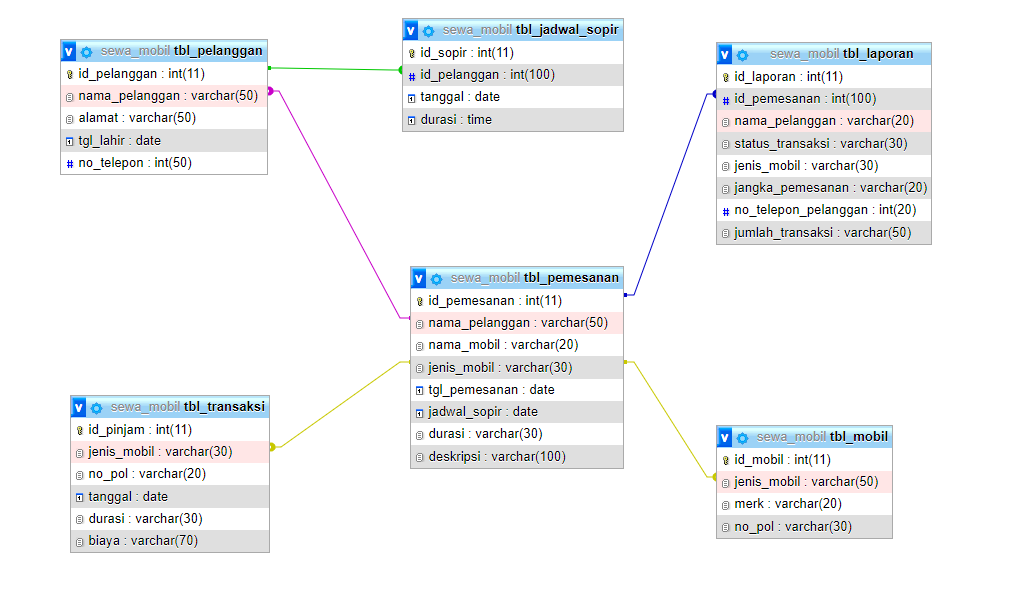 v sewa_mobil tbl_pelanggan
id_pelanggan : int(11)
nama_pelanggan : varchar(50)
alamat : varchar(50)
tgl_lahir : date
# no_telepon : int(50)
v sewa_mobil tbl_jadwal_sopir
id_sopir : int(11)
# id_pelanggan : int(100)
tanggal : date
durasi : time
v sewa_mobil tbl_laporan
id_laporan : int(11)
# id_pemesanan : int(100)
nama_pelanggan : varchar(20)
status_transaksi : varchar(30)
jenis_mobil : varchar(30)
jangka_pemesanan : varchar(20)
# no_telepon_pelanggan : int(20)
jumlah_transaksi : varchar(50)
v sewa_mobil tbl_pemesanan
id_pemesanan : int(11)
nama_pelanggan : varchar(50)
nama_mobil : varchar(20)
jenis_mobil : varchar(30)
tgl_pemesanan : date
jadwal_sopir : date
durasi : varchar(30)
deskripsi : varchar(100)
v sewa_mobil tbl_transaksi
id_pinjam : int(11)
jenis_mobil : varchar(30)
no_pol : varchar(20)
tanggal : date
durasi : varchar(30)
biaya : varchar(70)
v sewa_mobil tbl_mobil
id_mobil : int(11)
jenis_mobil : varchar(50)
merk : varchar(20)
no_pol : varchar(30)